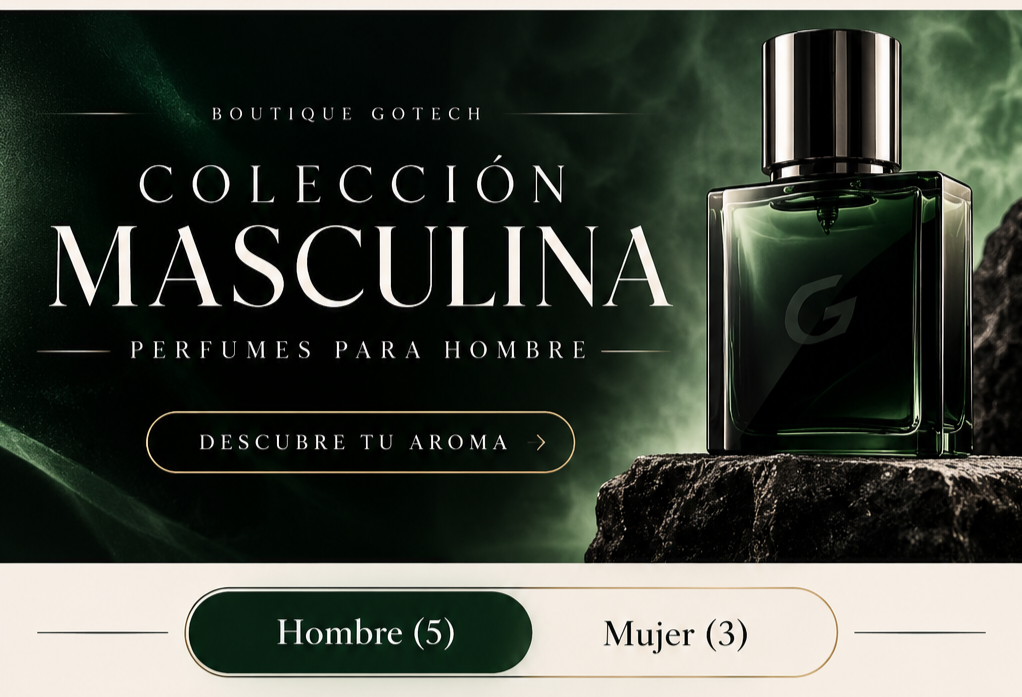 BOUTIQUE GOTECH
COLECCIÓN
MASCULINA
PERFUMES PARA HOMBRE
DESCUBRE TU AROMA
G
Hombre (5)
Mujer (3)